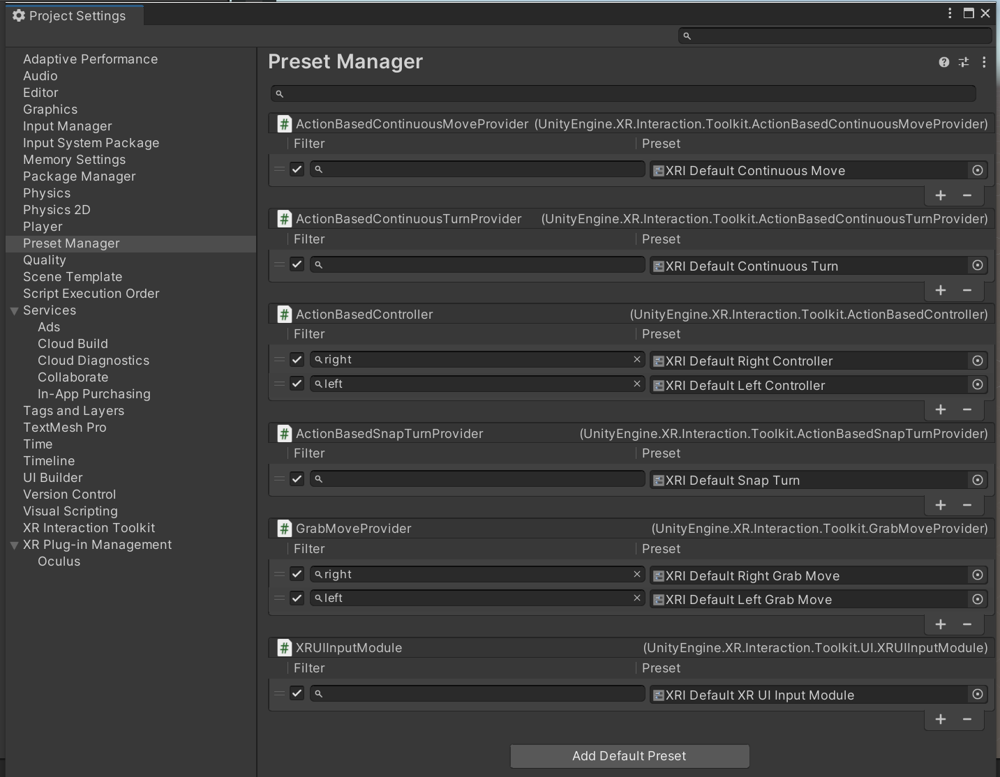 Project Settings
Adaptive Performance
Audio
Editor
Graphics
Input Manager
Input System Package
Memory Settings
Package Manager
Physics
Physics 2D
Player
Preset Manager
Quality
Scene Template
Script Execution Order
Services
Ads
Cloud Build
Cloud Diagnostics
Collaborate
In-App Purchasing
Tags and Layers
TextMesh Pro
Time
Timeline
UI Builder
Version Control
Visual Scripting
XR Interaction Toolkit
XR Plug-in Management
Oculus
Preset Manager
# ActionBasedContinuousMoveProvider (UnityEngine.XR.Interaction.Toolkit.ActionBasedContinuousMoveProvider)
Filter Preset
XRI Default Continuous Move
+ −
# ActionBasedContinuousTurnProvider (UnityEngine.XR.Interaction.Toolkit.ActionBasedContinuousTurnProvider)
Filter Preset
XRI Default Continuous Turn
+ −
# ActionBasedController (UnityEngine.XR.Interaction.Toolkit.ActionBasedController)
Filter Preset
right XRI Default Right Controller
left XRI Default Left Controller
+ −
# ActionBasedSnapTurnProvider (UnityEngine.XR.Interaction.Toolkit.ActionBasedSnapTurnProvider)
Filter Preset
XRI Default Snap Turn
+ −
# GrabMoveProvider (UnityEngine.XR.Interaction.Toolkit.GrabMoveProvider)
Filter Preset
right XRI Default Right Grab Move
left XRI Default Left Grab Move
+ −
# XRUIInputModule (UnityEngine.XR.Interaction.Toolkit.UI.XRUIInputModule)
Filter Preset
XRI Default XR UI Input Module
+ −
Add Default Preset